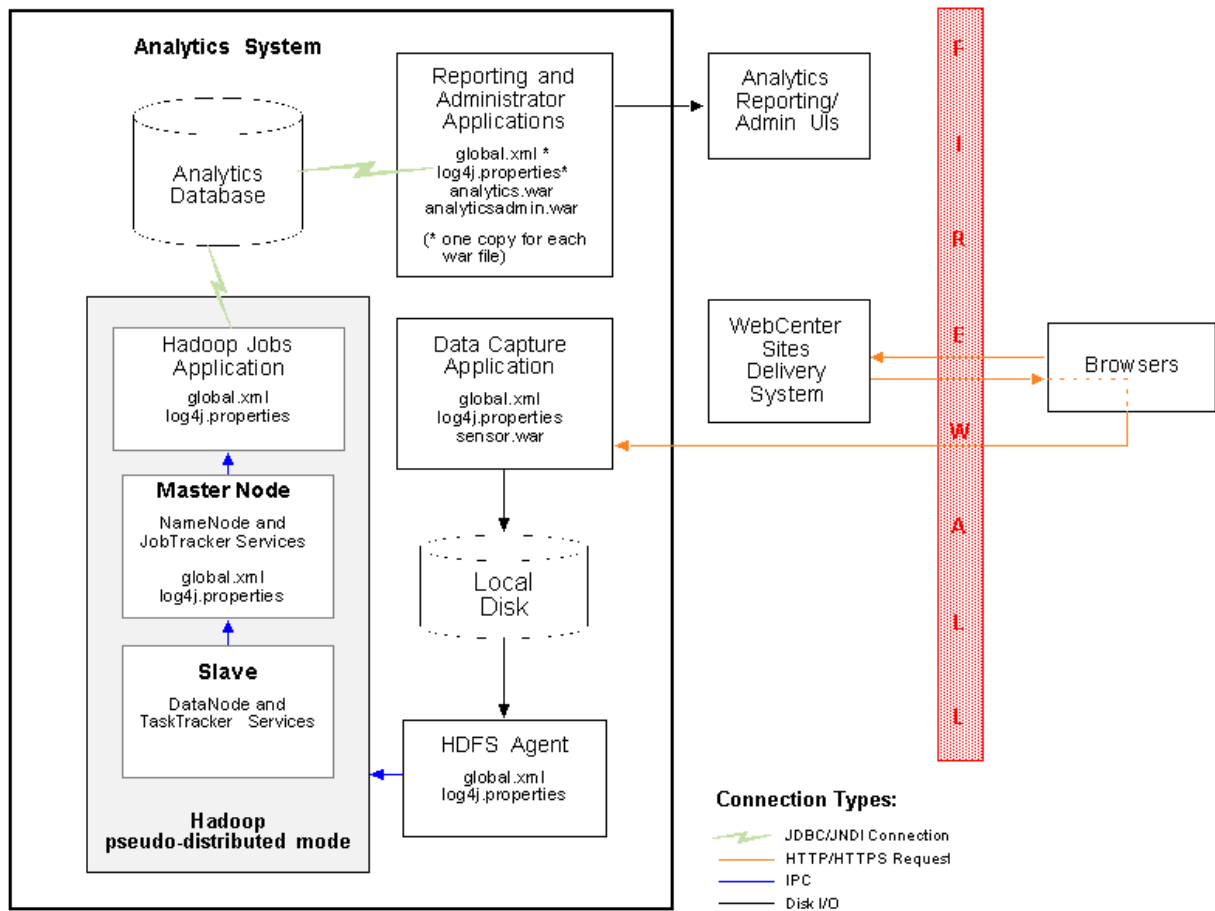 Analytics System
Analytics
Database
Reporting and
Administrator
Applications
global.xml *
log4j.properties*
analytics.war
analyticsadmin.war
(* one copy for each
war file)
Analytics
Reporting/
Admin UIs
Hadoop Jobs
Application
global.xml
log4j.properties
Master Node
NameNode and
JobTracker Services
global.xml
log4j.properties
Slave
DataNode and
TaskTracker Services
Hadoop
pseudo-distributed mode
Data Capture
Application
global.xml
log4j.properties
sensor.war
Local
Disk
HDFS Agent
global.xml
log4j.properties
WebCenter
Sites
Delivery
System
F
I
R
E
W
A
L
L
Browsers
Connection Types:
JDBC/JNDI Connection
HTTP/HTTPS Request
IPC
Disk I/O